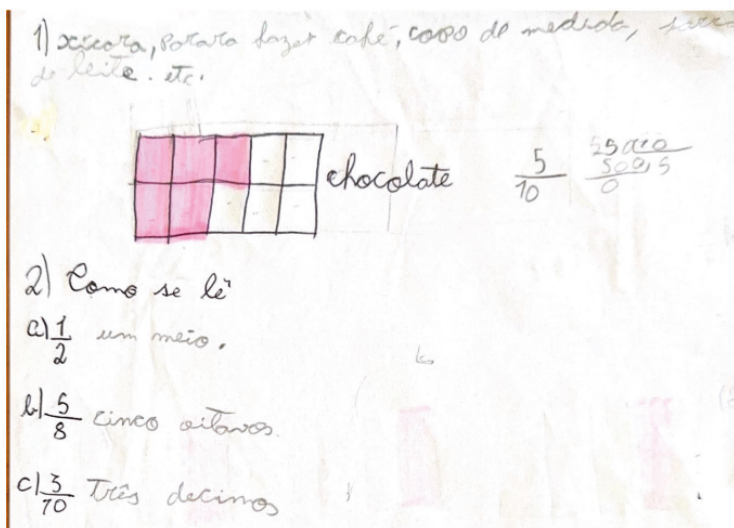 1) xícara, para fazer café, copo de medida,
de leite. etc.
chocolate
5/10
2) Como se lê
a) 1/2 um meio.
b) 5/8 cinco oitavos
c) 3/10 Três decimos